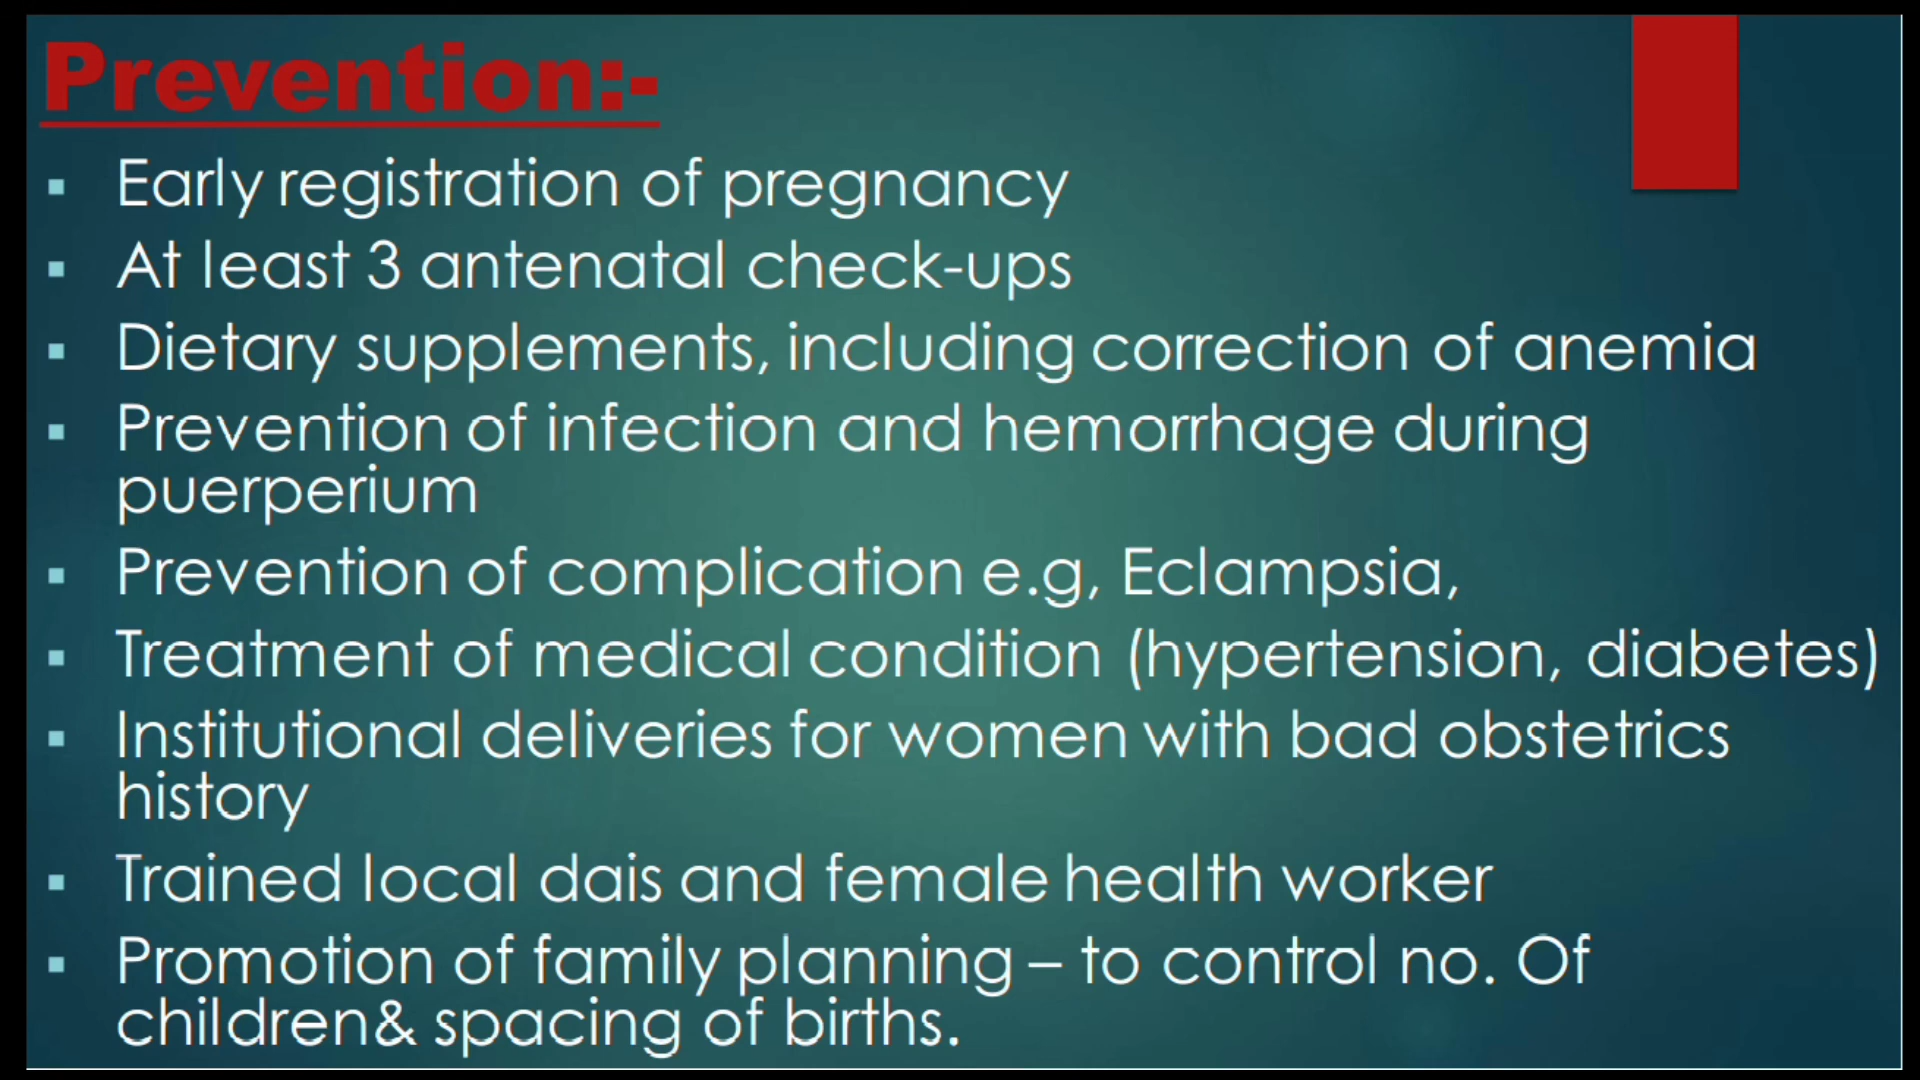 Prevention:-
▪ Early registration of pregnancy
▪ At least 3 antenatal check-ups
▪ Dietary supplements, including correction of anemia
▪ Prevention of infection and hemorrhage during
puerperium
▪ Prevention of complication e.g, Eclampsia,
▪ Treatment of medical condition (hypertension, diabetes)
▪ Institutional deliveries for women with bad obstetrics
history
▪ Trained local dais and female health worker
▪ Promotion of family planning – to control no. Of
children& spacing of births.